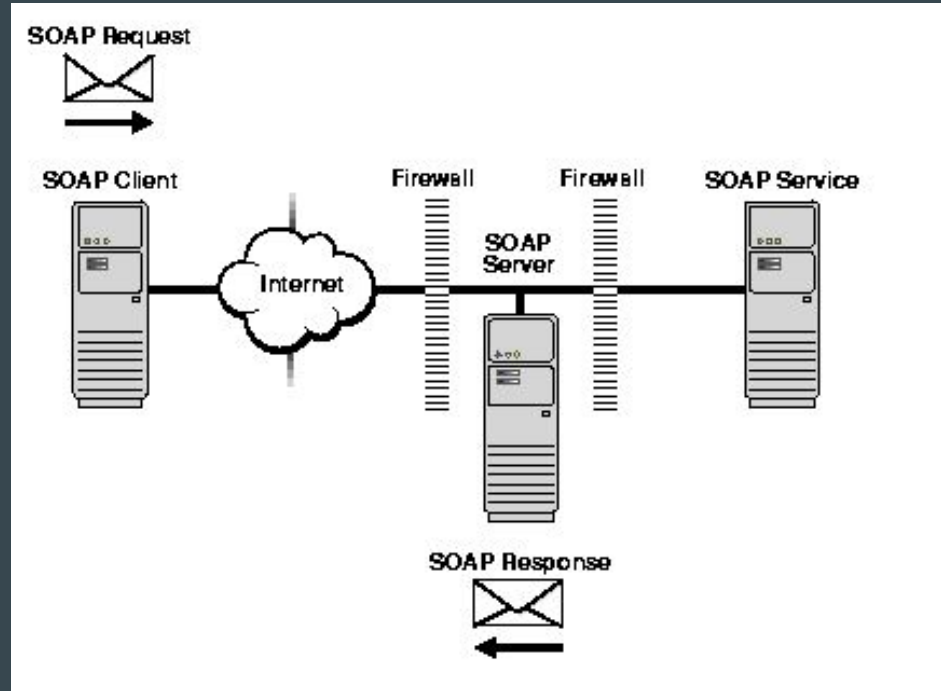 SOAP Request
SOAP Client
Firewall
Firewall
SOAP Service
Internet
SOAP
Server
SOAP Response